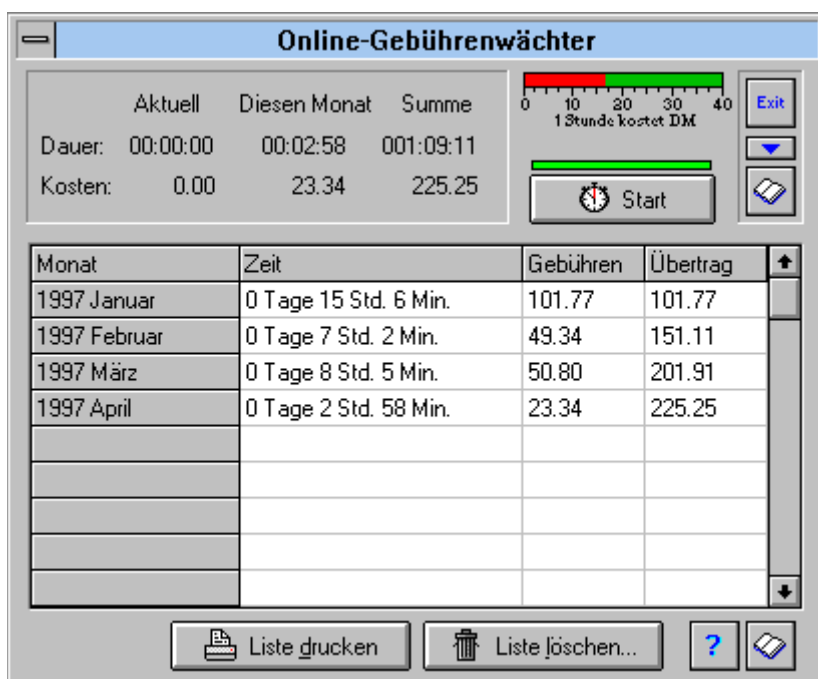 Online-Gebührenwächter
Aktuell Diesen Monat Summe
Dauer: 00:00:00 00:02:58 001:09:11
Kosten: 0.00 23.34 225.25
0 10 20 30 40
1 Stunde kostet DM
Exit
Start
Monat Zeit Gebühren Übertrag
1997 Januar 0 Tage 15 Std. 6 Min. 101.77 101.77
1997 Februar 0 Tage 7 Std. 2 Min. 49.34 151.11
1997 März 0 Tage 8 Std. 5 Min. 50.80 201.91
1997 April 0 Tage 2 Std. 58 Min. 23.34 225.25
Liste drucken Liste löschen... ?